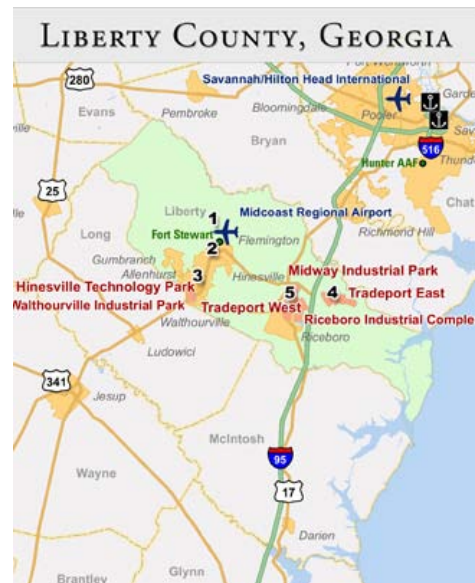 LIBERTY COUNTY, GEORGIA
280
Savannah/Hilton Head International
Garde
Evans
Pembroke
Bloomingdale
Pooler
Sav
Bryan
516
Thunde
Hunter AAF
25
Long
Liberty
1
Midcoast Regional Airport
Richmond Hill
Fort Stewart
2
Flemington
Gumbranch
Allenhurst
3
Hinesville
Midway Industrial Park
Hinesville Technology Park
5
4
Tradeport East
Walthourville Industrial Park
Tradeport West
Riceboro Industrial Comple
Walthourville
Riceboro
Ludowici
341
Jesup
McIntosh
95
Wayne
17
Darien
Glynn
Brantley